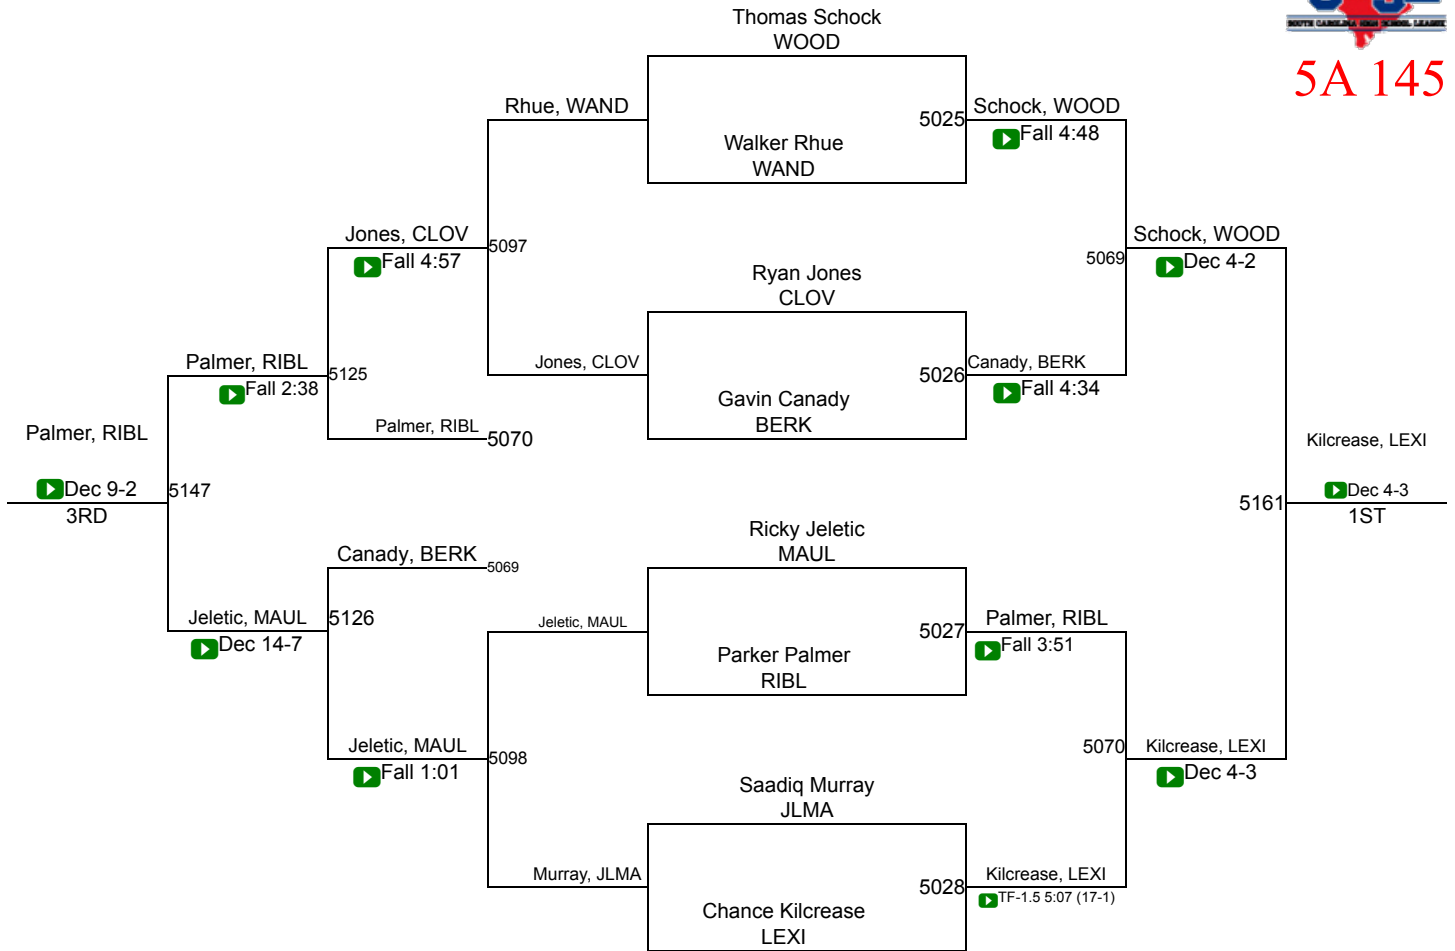 Thomas Schock
WOOD
SOUTH CAROLINA HIGH SCHOOL LEAGUE
5A 145
Rhue, WAND
5025
Schock, WOOD
Fall 4:48
Walker Rhue
WAND
Jones, CLOV
Fall 4:57
5097
Schock, WOOD
Dec 4-2
5069
Ryan Jones
CLOV
Palmer, RIBL
Fall 2:38
5125
Jones, CLOV
5026
Canady, BERK
Fall 4:34
Gavin Canady
BERK
Palmer, RIBL
5070
Palmer, RIBL
Dec 9-2
3RD
5147
Kilcrease, LEXI
Dec 4-3
1ST
5161
Ricky Jeletic
MAUL
Canady, BERK
5069
Jeletic, MAUL
Dec 14-7
5126
Jeletic, MAUL
5027
Palmer, RIBL
Fall 3:51
Parker Palmer
RIBL
Jeletic, MAUL
Fall 1:01
5098
5070
Kilcrease, LEXI
Dec 4-3
Saadiq Murray
JLMA
Murray, JLMA
5028
Kilcrease, LEXI
TF-1.5 5:07 (17-1)
Chance Kilcrease
LEXI